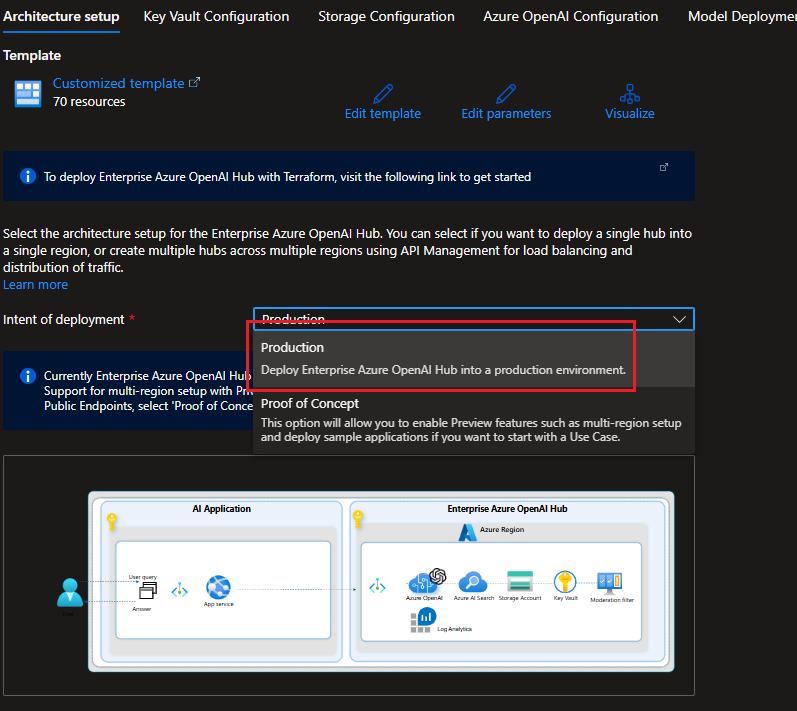 Architecture setup Key Vault Configuration Storage Configuration Azure OpenAI Configuration Model Deploymen
Template
Customized template
70 resources
Edit template Edit parameters Visualize
To deploy Enterprise Azure OpenAI Hub with Terraform, visit the following link to get started
Select the architecture setup for the Enterprise Azure OpenAI Hub. You can select if you want to deploy a single hub into
a single region, or create multiple hubs across multiple regions using API Management for load balancing and
distribution of traffic.
Learn more
Intent of deployment * Production
Production
Deploy Enterprise Azure OpenAI Hub into a production environment.
Proof of Concept
This option will allow you to enable Preview features such as multi-region setup
and deploy sample applications if you want to start with a Use Case.
Currently Enterprise Azure OpenAI Hub
Support for multi-region setup with Pri
Public Endpoints, select 'Proof of Conce
AI Application Enterprise Azure OpenAI Hub
Azure Region
User query
Answer
App service
Azure OpenAI Azure AI Search Storage Account Key Vault Moderation filter
Log Analytics